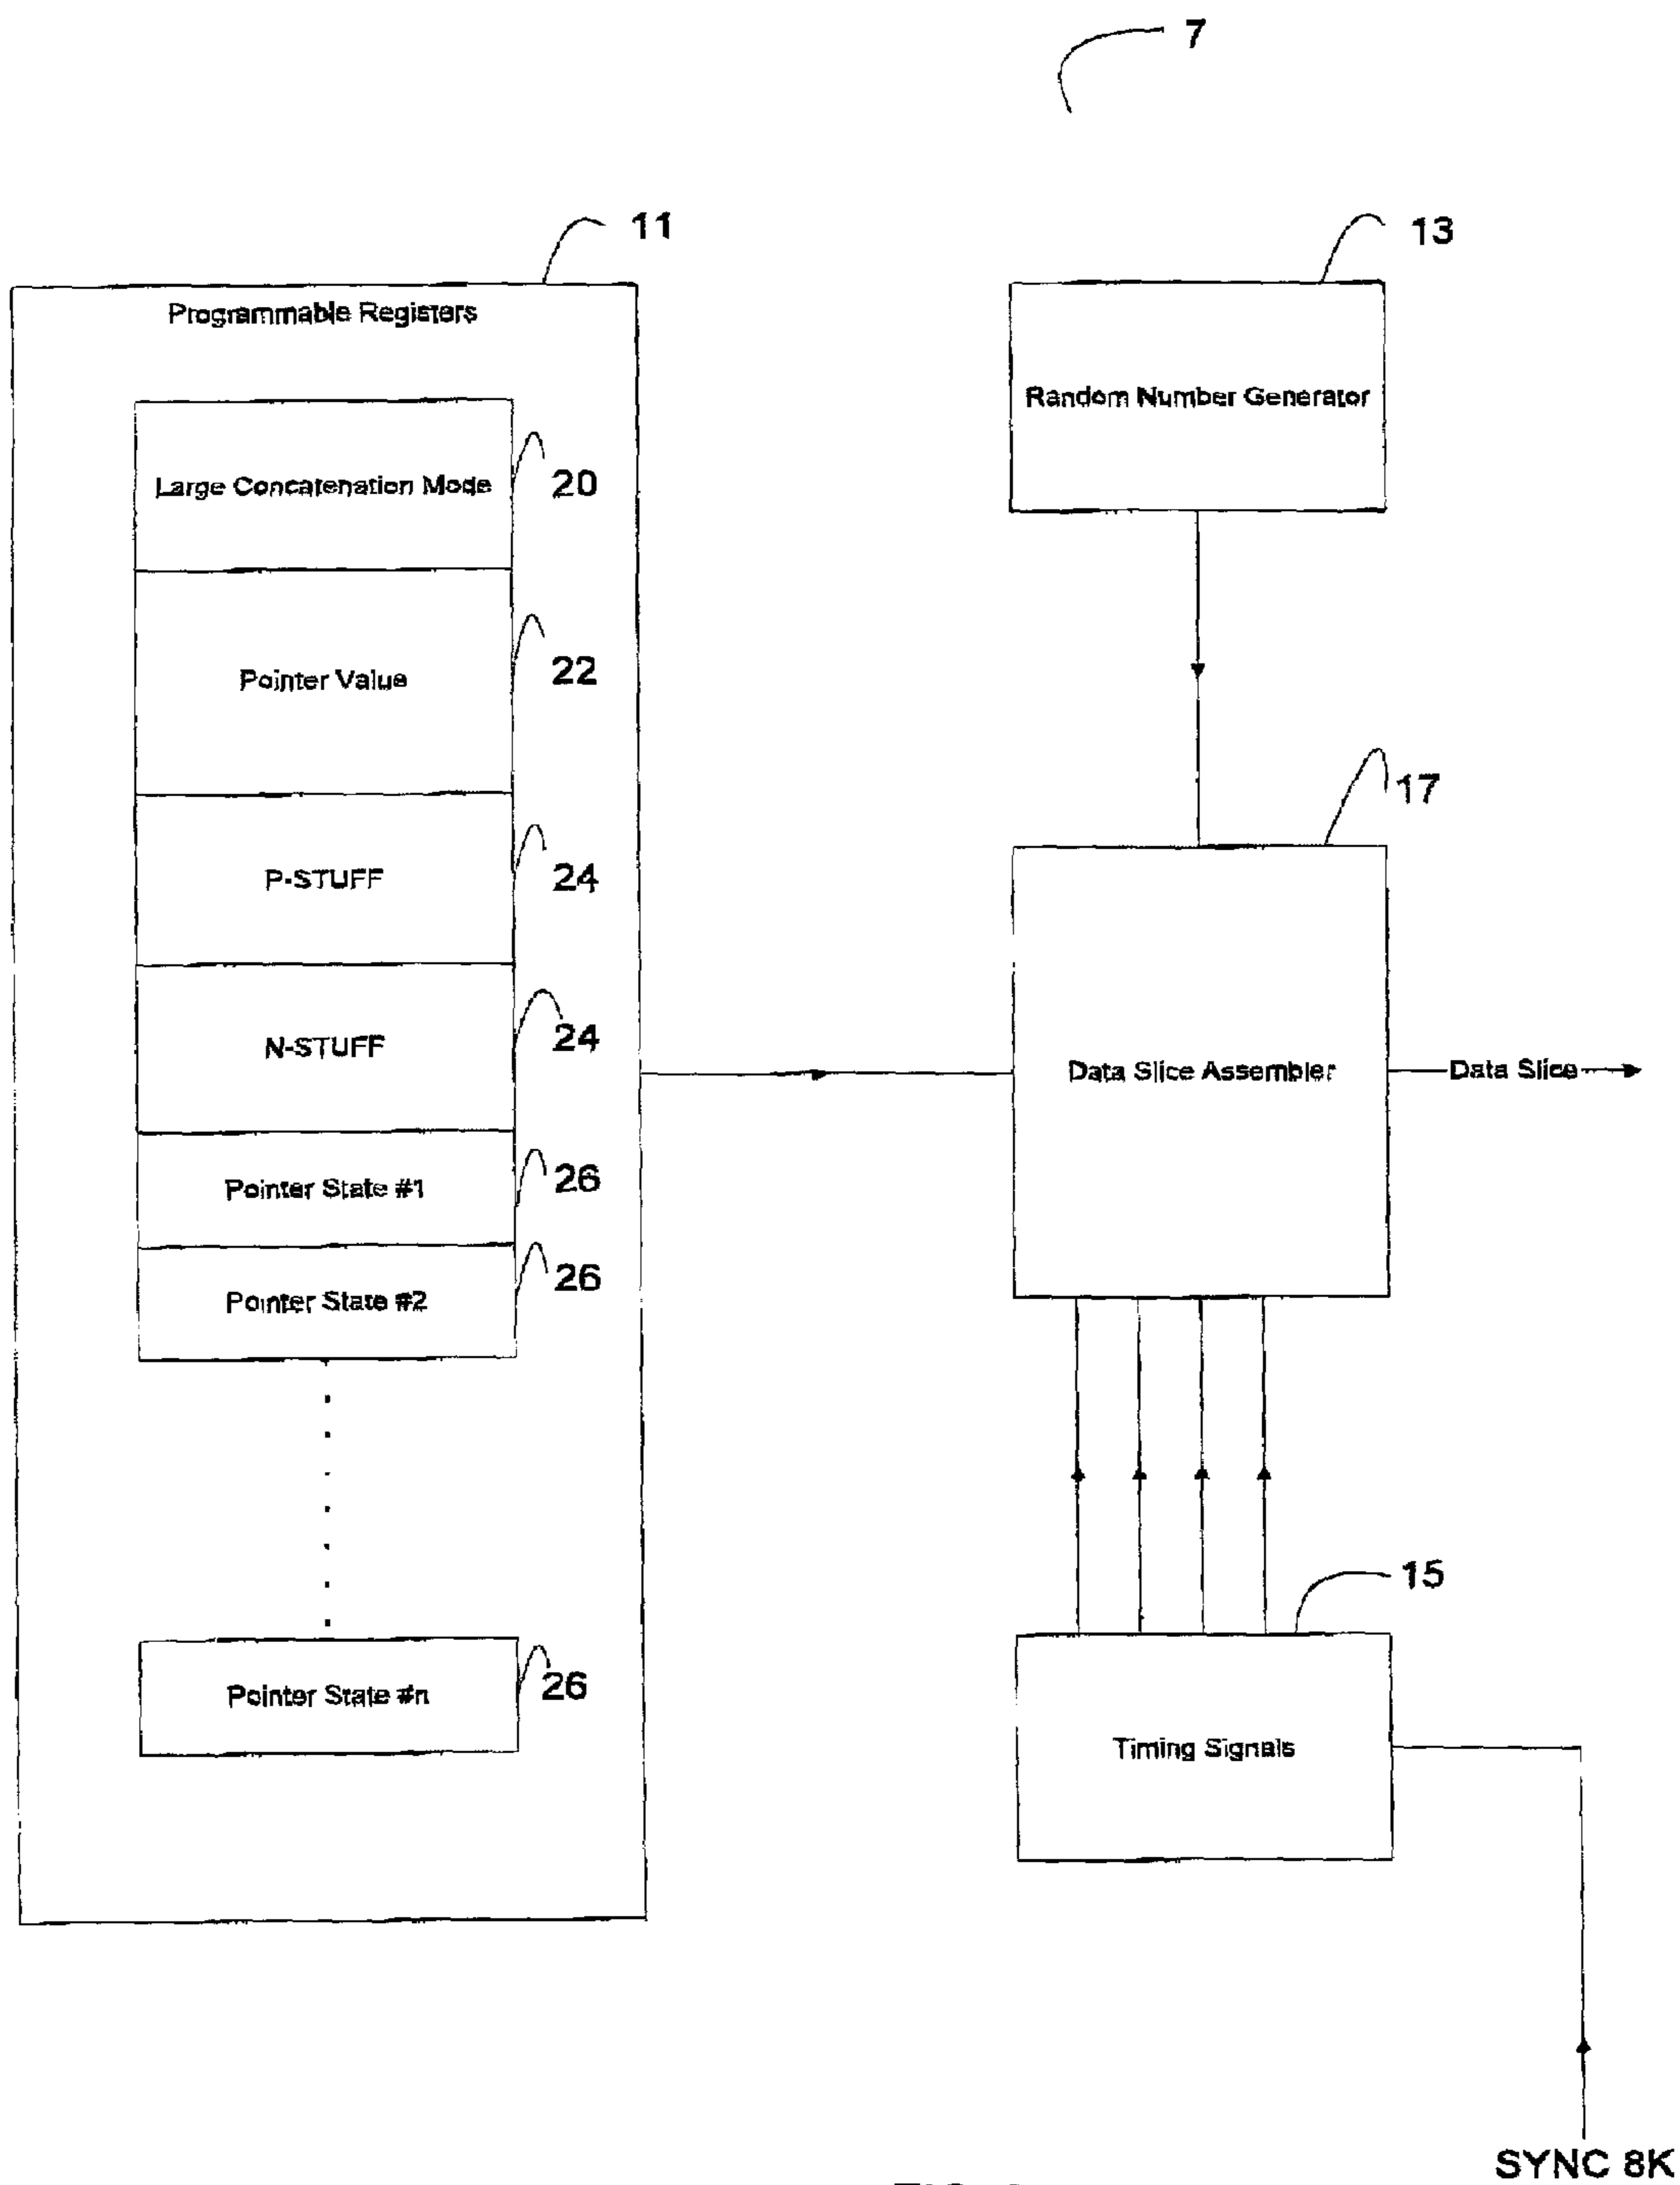 7
11
Programmable Registers
Large Concatenation Mode
20
Pointer Value
22
P-STUFF
24
N-STUFF
24
Pointer State #1
26
Pointer State #2
26
Pointer State #n
26
13
Random Number Generator
17
Data Slice Assembler
Data Slice
15
Timing Signals
SYNC 8K